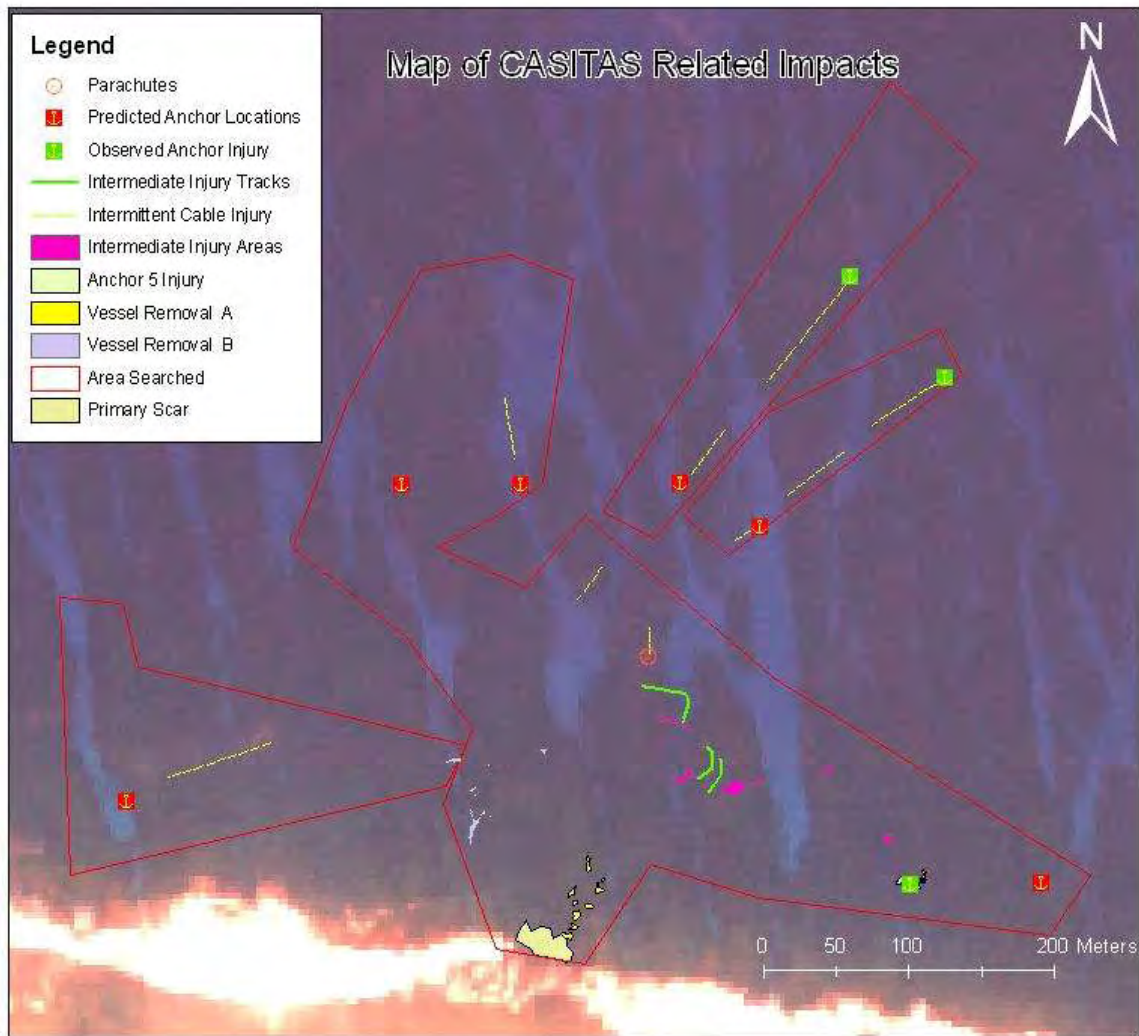 Legend
Parachutes
Predicted Anchor Locations
Observed Anchor Injury
Intermediate Injury Tracks
Intermittent Cable Injury
Intermediate Injury Areas
Anchor 5 Injury
Vessel Removal A
Vessel Removal B
Area Searched
Primary Scar
Map of CASITAS Related Impacts
N
0 50 100 200 Meters